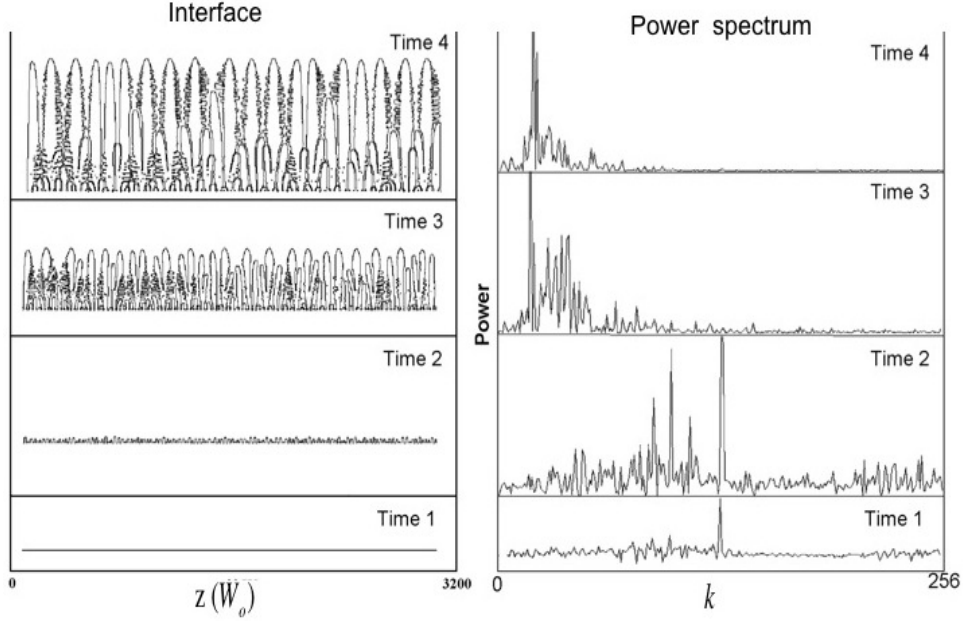 Interface
Time 4
Time 3
Time 2
Time 1
0
3200
z (Wo)
Power spectrum
Time 4
Time 3
Time 2
Time 1
Power
0
256
k